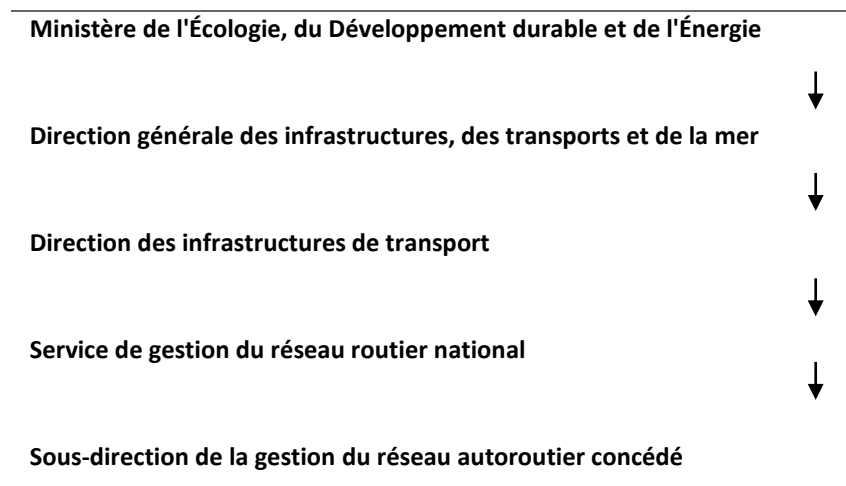 Ministère de l'Écologie, du Développement durable et de l'Énergie
Direction générale des infrastructures, des transports et de la mer
Direction des infrastructures de transport
Service de gestion du réseau routier national
Sous-direction de la gestion du réseau autoroutier concédé